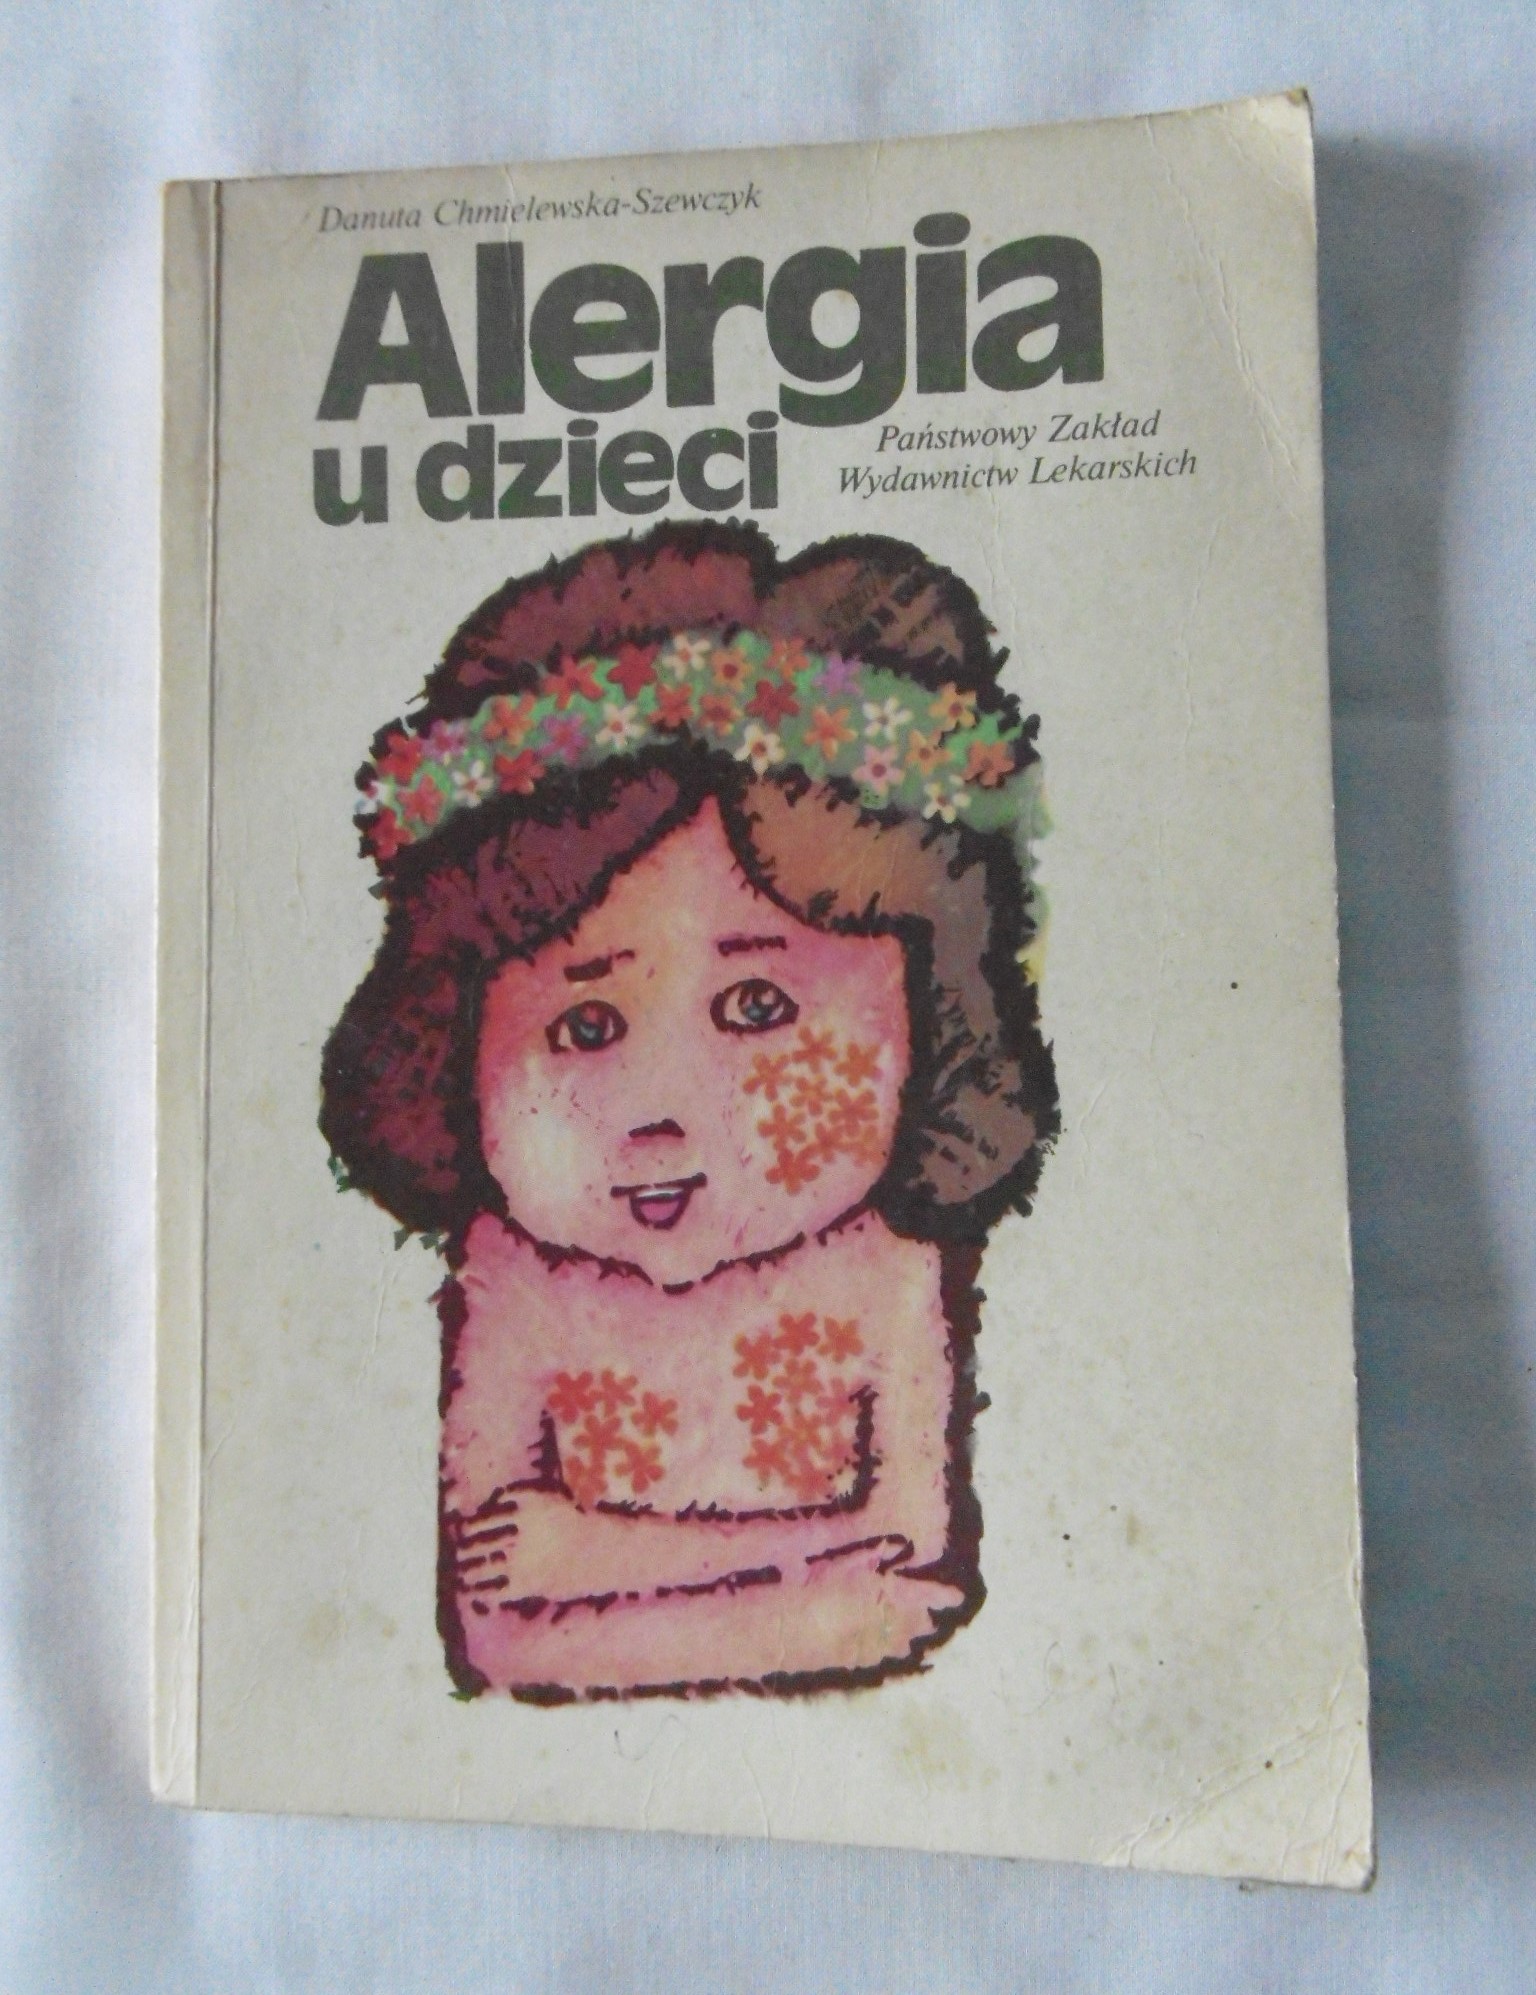 Danuta Chmielewska-Szewczyk
Alergia
u dzieci
Państwowy Zakład
Wydawnictw Lekarskich